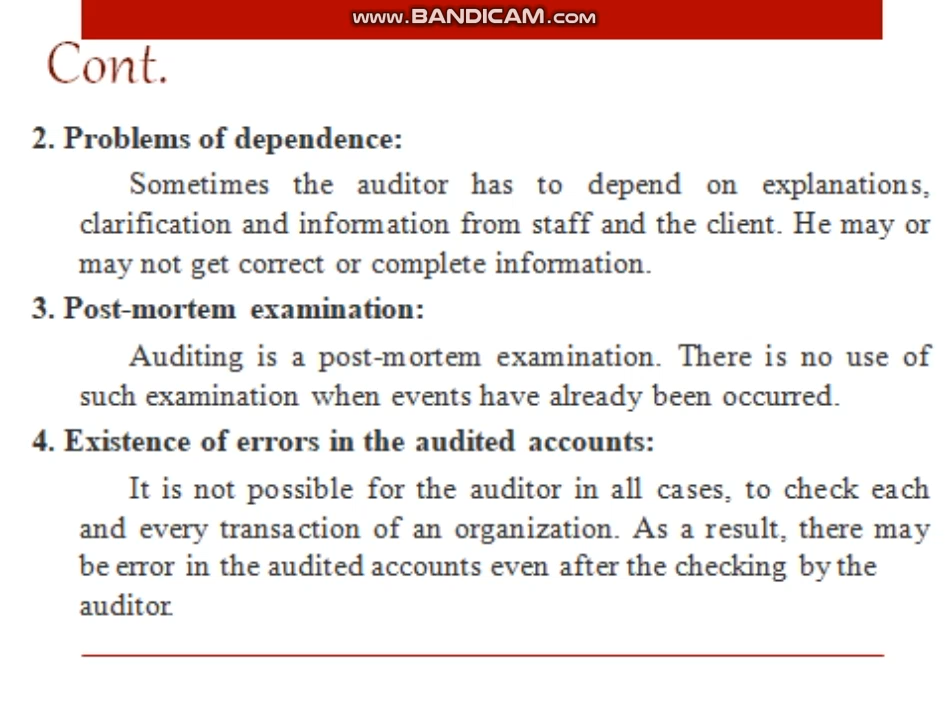 www.BANDICAM.com
Cont.
2. Problems of dependence:
Sometimes the auditor has to depend on explanations,
clarification and information from staff and the client. He may or
may not get correct or complete information.
3. Post-mortem examination:
Auditing is a post-mortem examination. There is no use of
such examination when events have already been occurred.
4. Existence of errors in the audited accounts:
It is not possible for the auditor in all cases, to check each
and every transaction of an organization. As a result, there may
be error in the audited accounts even after the checking by the
auditor.